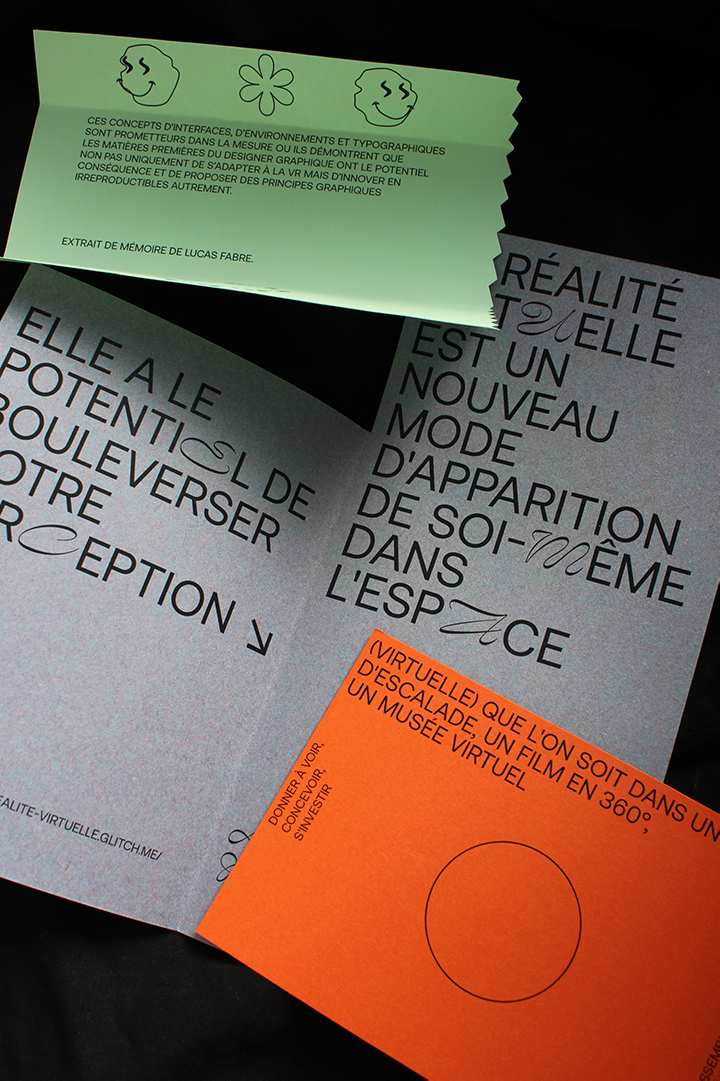 CES CONCEPTS D'INTERFACES, D'ENVIRONNEMENTS ET TYPOGRAPHIQUES
SONT PROMETTEURS DANS LA MESURE OU ILS DÉMONTRENT QUE
LES MATIÈRES PREMIÈRES DU DESIGNER GRAPHIQUE ONT LE POTENTIEL
NON PAS UNIQUEMENT DE S'ADAPTER À LA VR MAIS D'INNOVER EN
CONSÉQUENCE ET DE PROPOSER DES PRINCIPES GRAPHIQUES
IRREPRODUCTIBLES AUTREMENT.
EXTRAIT DE MÉMOIRE DE LUCAS FABRE.
ELLE A LE
POTENTIEL DE
BOULEVERSER
OTRE
RCEPTION ↘
ALITE-VIRTUELLE.GLITCH.ME/
RÉALITÉ
TUELLE
EST UN
NOUVEAU
MODE
D'APPARITION
DE SOI-MÊME
DANS
L'ESPACE
(VIRTUELLE) QUE L'ON SOIT DANS UN
D'ESCALADE, UN FILM EN 360°,
UN MUSÉE VIRTUEL
DONNER À VOIR,
CONCEVOIR,
S'INVESTIR